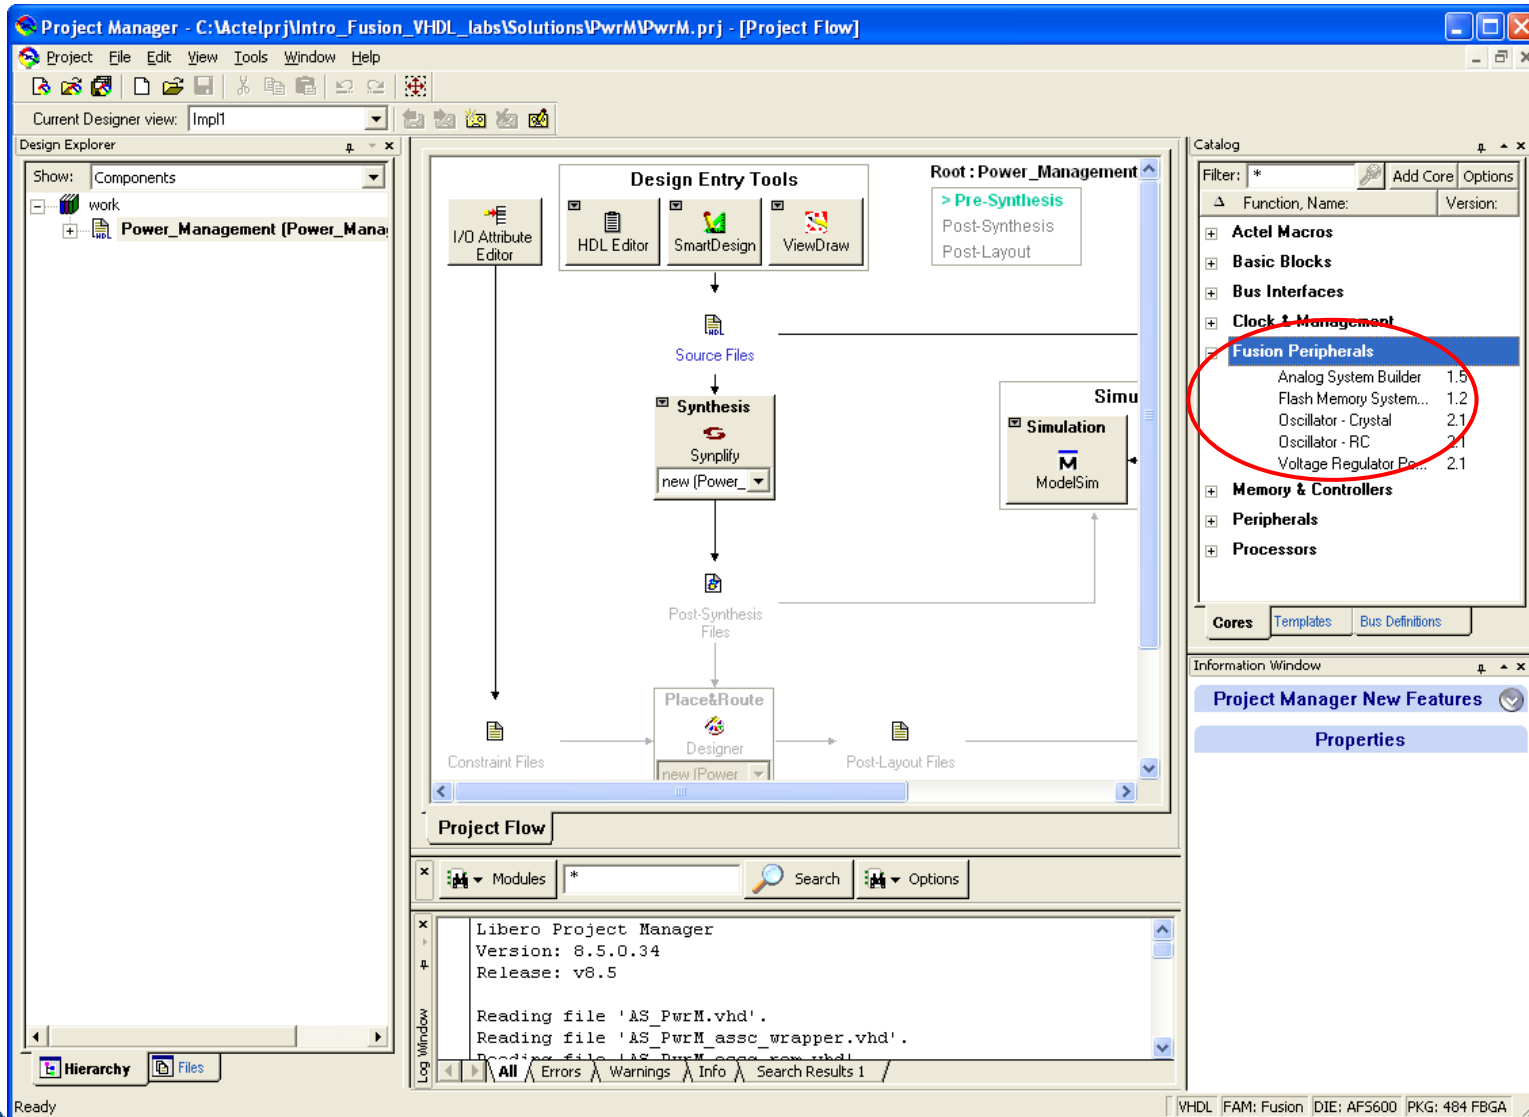 Project Manager - C:\Actelprj\Intro_Fusion_VHDL_labs\Solutions\PwrM\PwrM.prj - [Project Flow]
Project File Edit View Tools Window Help
Current Designer view: Impl1
Design Explorer
Show: Components
work
Power_Management (Power_Mana
I/O Attribute
Editor
Design Entry Tools
HDL Editor
SmartDesign
ViewDraw
Root : Power_Management
> Pre-Synthesis
Post-Synthesis
Post-Layout
HDL
Source Files
Synthesis
Synplify
new (Power_
Simu
Simulation
M
ModelSim
Post-Synthesis
Files
Place&Route
Designer
new (Power
Constraint Files
Post-Layout Files
Project Flow
Catalog
Filter: * Add Core Options
Function, Name: Version:
Actel Macros
Basic Blocks
Bus Interfaces
Clock & Management
Fusion Peripherals
Analog System Builder 1.5
Flash Memory System... 1.2
Oscillator - Crystal 2.1
Oscillator - RC 2.1
Voltage Regulator Po... 2.1
Memory & Controllers
Peripherals
Processors
Cores Templates Bus Definitions
Information Window
Project Manager New Features
Properties
Modules * Search Options
Log Window
Libero Project Manager
Version: 8.5.0.34
Release: v8.5
Reading file 'AS_PwrM.vhd'.
Reading file 'AS_PwrM_assc_wrapper.vhd'.
Reading file 'AS_PwrM_assc_ram.vhd'
All Errors Warnings Info Search Results 1
Hierarchy Files
Ready
VHDL FAM: Fusion DIE: AFS600 PKG: 484 FBGA